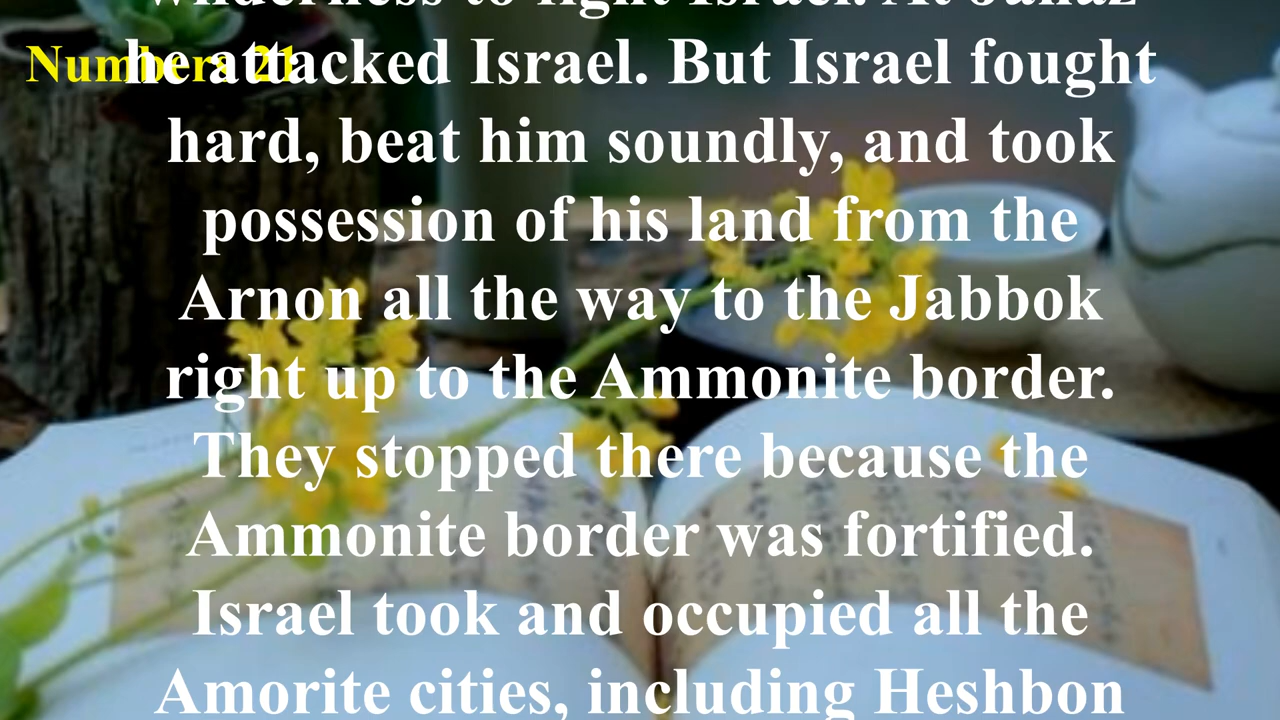 wilderness to fight Israel. At Jahaz
Numbers 21
he attacked Israel. But Israel fought
hard, beat him soundly, and took
possession of his land from the
Arnon all the way to the Jabbok
right up to the Ammonite border.
They stopped there because the
Ammonite border was fortified.
Israel took and occupied all the
Amorite cities, including Heshbon